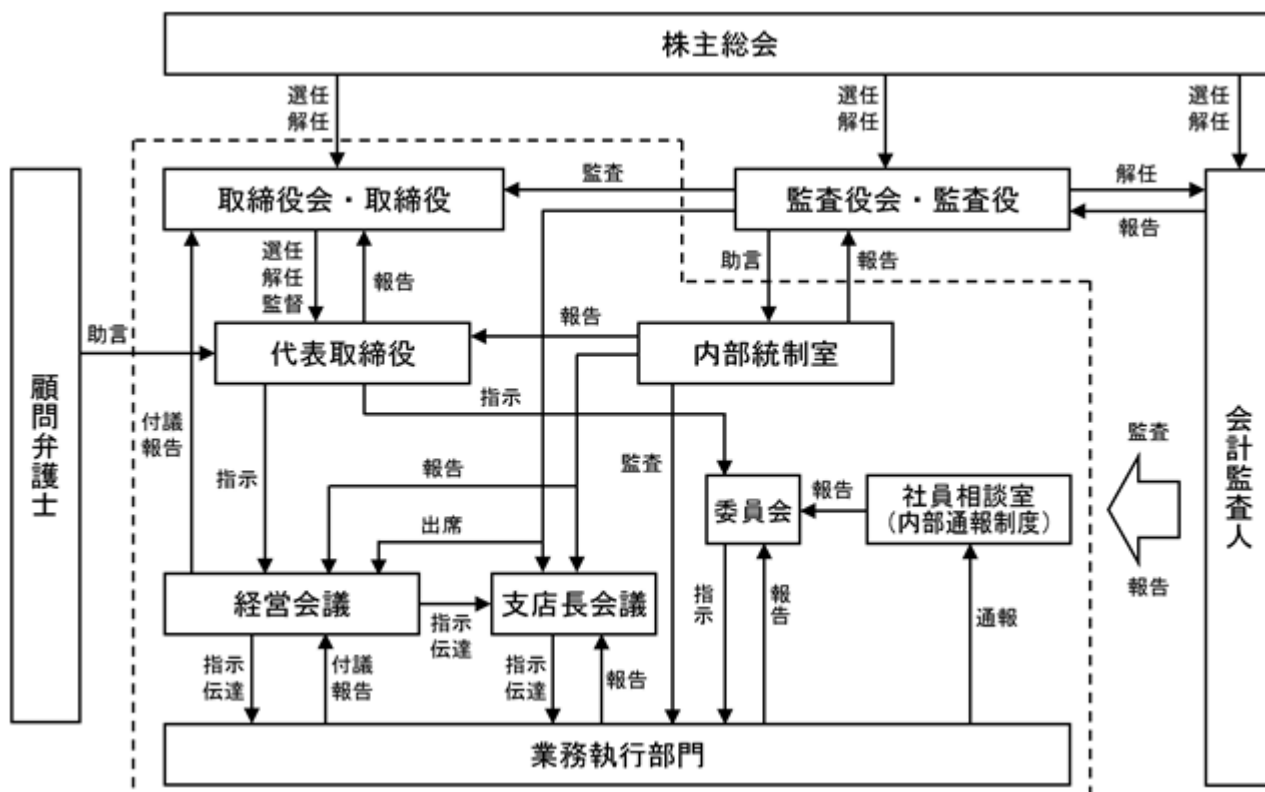 株主総会
選任
解任
選任
解任
選任
解任
取締役会・取締役
監査
監査役会・監査役
解任
報告
選任
解任
監督
報告
助言
報告
助言
代表取締役
報告
内部統制室
顧問弁護士
付議
報告
指示
指示
報告
監査
委員会
報告
社員相談室
（内部通報制度）
監査
報告
会計監査人
出席
経営会議
指示
伝達
支店長会議
指示
報告
通報
指示
伝達
付議
報告
指示
伝達
報告
業務執行部門